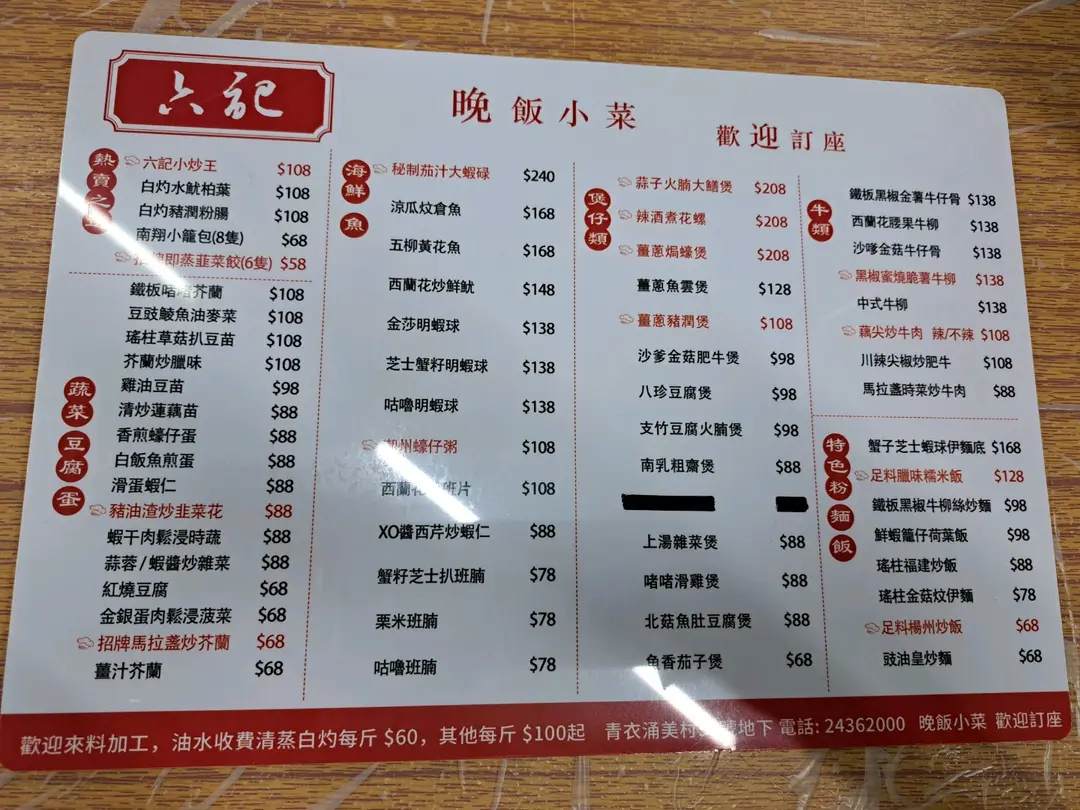 六記
晚飯小菜
歡迎訂座
熱賣之
六記小炒王 $108
白灼水魷柏葉 $108
白灼豬潤粉腸 $108
南翔小籠包(8隻) $68
招牌即蒸韮菜餃(6隻) $58
蔬菜豆腐蛋
鐵板啫啫芥蘭 $108
豆豉鯪魚油麥菜 $108
瑤柱草菇扒豆苗 $108
芥蘭炒臘味 $108
雞油豆苗 $98
清炒蓮藕苗 $88
香煎蠔仔蛋 $88
白飯魚煎蛋 $88
滑蛋蝦仁 $88
豬油渣炒韭菜花 $88
蝦干肉鬆浸時蔬 $88
蒜蓉/蝦醬炒雜菜 $88
紅燒豆腐 $68
金銀蛋肉鬆浸菠菜 $68
招牌馬拉盞炒芥蘭 $68
薑汁芥蘭 $68
海鮮 魚
秘制茄汁大蝦碌 $240
涼瓜炆倉魚 $168
五柳黃花魚 $168
西蘭花炒鮮魷 $148
金莎明蝦球 $138
芝士蟹籽明蝦球 $138
咕嚕明蝦球 $138
州蠔仔粥 $108
西蘭花 班片 $108
XO醬西芹炒蝦仁 $88
蟹籽芝士扒班腩 $78
栗米班腩 $78
咕嚕班腩 $78
煲仔類
蒜子火腩大鱔煲 $208
辣酒煮花螺 $208
薑蔥焗蠔煲 $208
薑蔥魚雲煲 $128
薑蔥豬潤煲 $108
沙爹金菇肥牛煲 $98
八珍豆腐煲 $98
支竹豆腐火腩煲 $98
南乳粗齋煲 $88
上湯雜菜煲 $88
啫啫滑雞煲 $88
北菇魚肚豆腐煲 $88
魚香茄子煲 $68
牛類
鐵板黑椒金薯牛仔骨 $138
西蘭花腰果牛柳 $138
沙嗲金菇牛仔骨 $138
黑椒蜜燒脆薯牛柳 $138
中式牛柳 $138
藕尖炒牛肉 辣/不辣 $108
川辣尖椒炒肥牛 $108
馬拉盞時菜炒牛肉 $88
特色粉麵飯
蟹子芝士蝦球伊麵底 $168
足料臘味糯米飯 $128
鐵板黑椒牛柳絲炒麵 $98
鮮蝦籠仔荷葉飯 $98
瑤柱福建炒飯 $88
瑤柱金菇炆伊麵 $78
足料楊州炒飯 $68
豉油皇炒麵 $68
歡迎來料加工，油水收費清蒸白灼每斤 $60，其他每斤 $100起 青衣涌美村 號地下 電話: 24362000 晚飯小菜 歡迎訂座